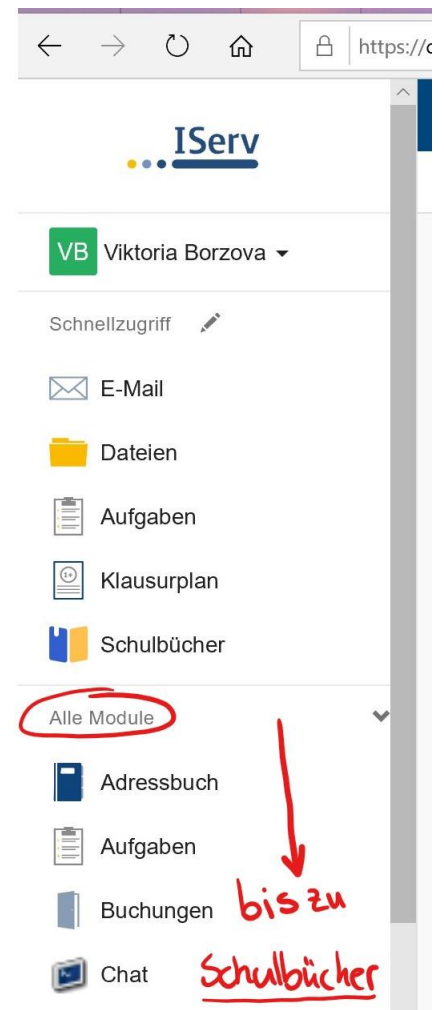 https://
IServ
VB Viktoria Borzova
Schnellzugriff
E-Mail
Dateien
Aufgaben
1+
Klausurplan
Schulbücher
Alle Module
Adressbuch
Aufgaben
Buchungen
bis zu
Chat
Schulbücher